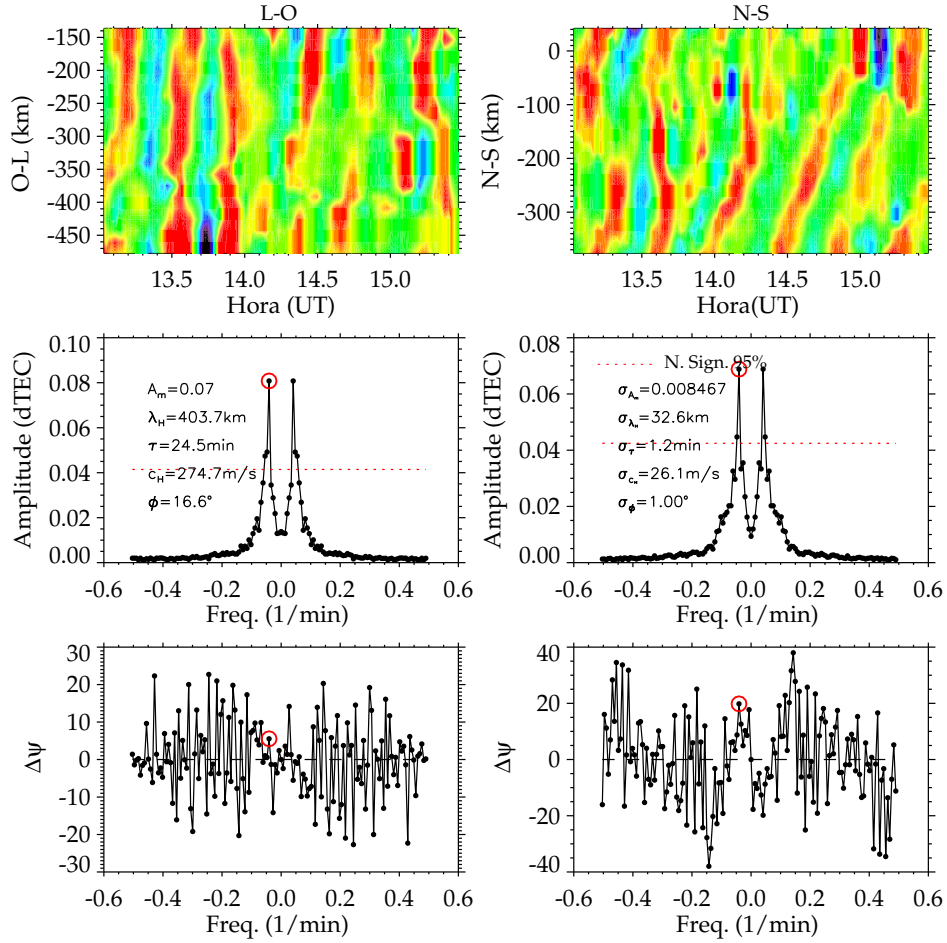 L-O
N-S
-150
-200
-250
-300
-350
-400
-450
O-L (km)
13.5 14.0 14.5 15.0
Hora (UT)
0
-100
-200
-300
N-S (km)
13.5 14.0 14.5 15.0
Hora(UT)
0.10
0.08
0.06
0.04
0.02
0.00
Amplitude (dTEC)
A_m=0.07
λ_H=403.7km
τ=24.5min
c_H=274.7m/s
ϕ=16.6°
-0.6 -0.4 -0.2 0.0 0.2 0.4 0.6
Freq. (1/min)
0.08
0.06
0.04
0.02
0.00
Amplitude (dTEC)
N. Sign. 95%
σ_A_m=0.008467
σ_λ_H=32.6km
σ_τ=1.2min
σ_c_H=26.1m/s
σ_ϕ=1.00°
-0.6 -0.4 -0.2 0.0 0.2 0.4 0.6
Freq. (1/min)
30
20
10
0
-10
-20
-30
Δψ
-0.6 -0.4 -0.2 0.0 0.2 0.4 0.6
Freq. (1/min)
40
20
0
-20
-40
Δψ
-0.6 -0.4 -0.2 0.0 0.2 0.4 0.6
Freq. (1/min)